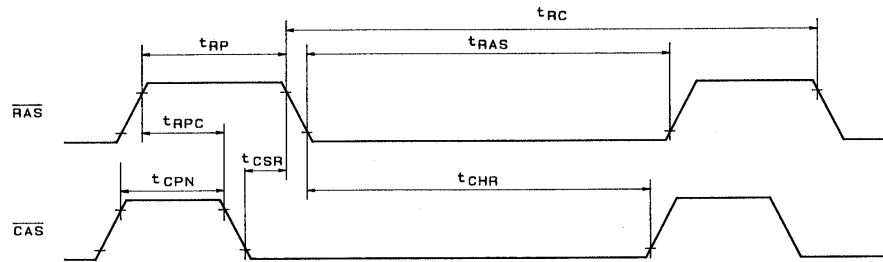 tRC
tRP
tRAS
RAS
tRPC
tCSR
tCPN
tCHR
CAS